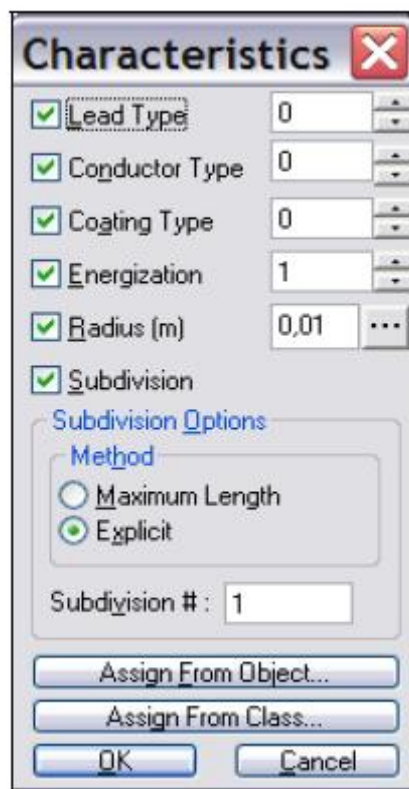 Characteristics
Lead Type 0
Conductor Type 0
Coating Type 0
Energization 1
Radius (m) 0,01 ...
Subdivision
Subdivision Options
Method
Maximum Length
Explicit
Subdivision # : 1
Assign From Object...
Assign From Class...
OK Cancel